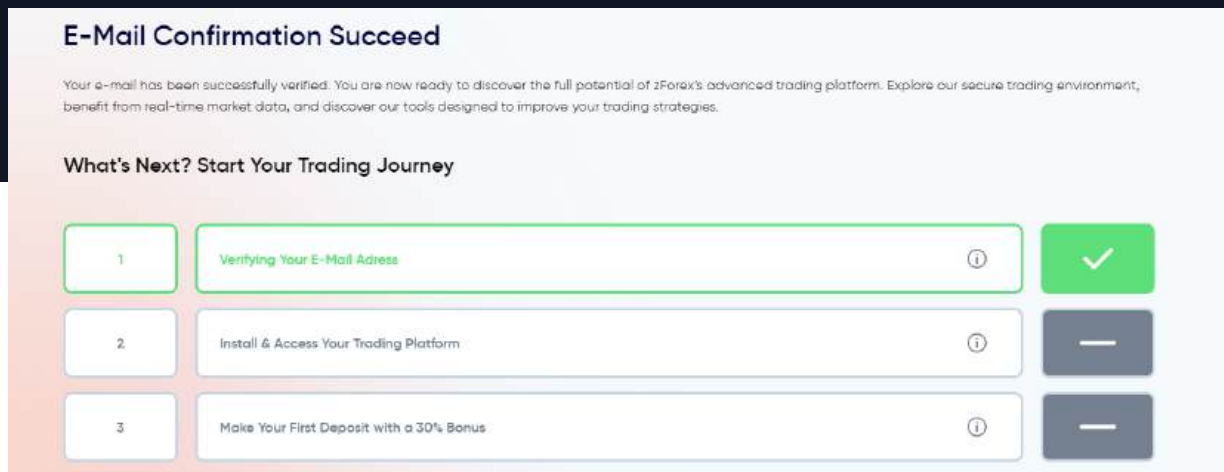 E-Mail Confirmation Succeed
Your e-mail has been successfully verified. You are now ready to discover the full potential of zForex's advanced trading platform. Explore our secure trading environment,
benefit from real-time market data, and discover our tools designed to improve your trading strategies.
What's Next? Start Your Trading Journey
1 Verifying Your E-Mail Adress
2 Install & Access Your Trading Platform
3 Make Your First Deposit with a 30% Bonus